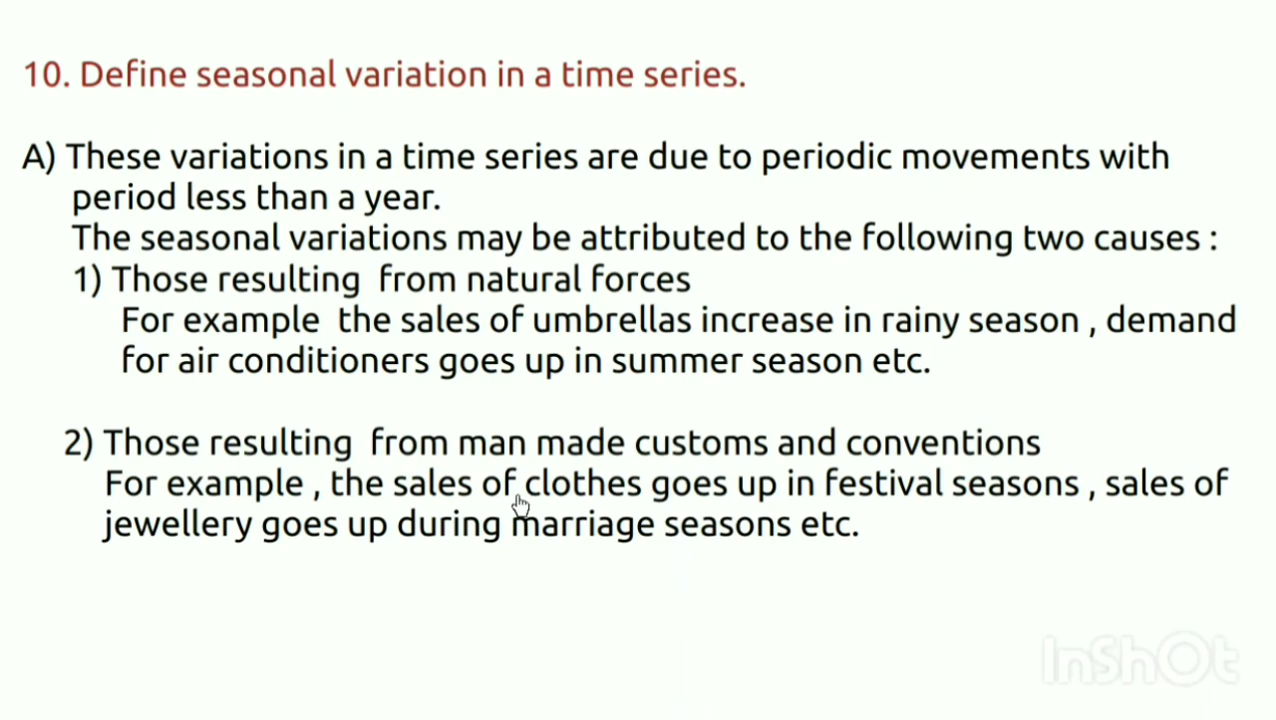 10. Define seasonal variation in a time series.
A) These variations in a time series are due to periodic movements with
period less than a year.
The seasonal variations may be attributed to the following two causes :
1) Those resulting from natural forces
For example the sales of umbrellas increase in rainy season , demand
for air conditioners goes up in summer season etc.
2) Those resulting from man made customs and conventions
For example , the sales of clothes goes up in festival seasons , sales of
jewellery goes up during marriage seasons etc.
InShOt